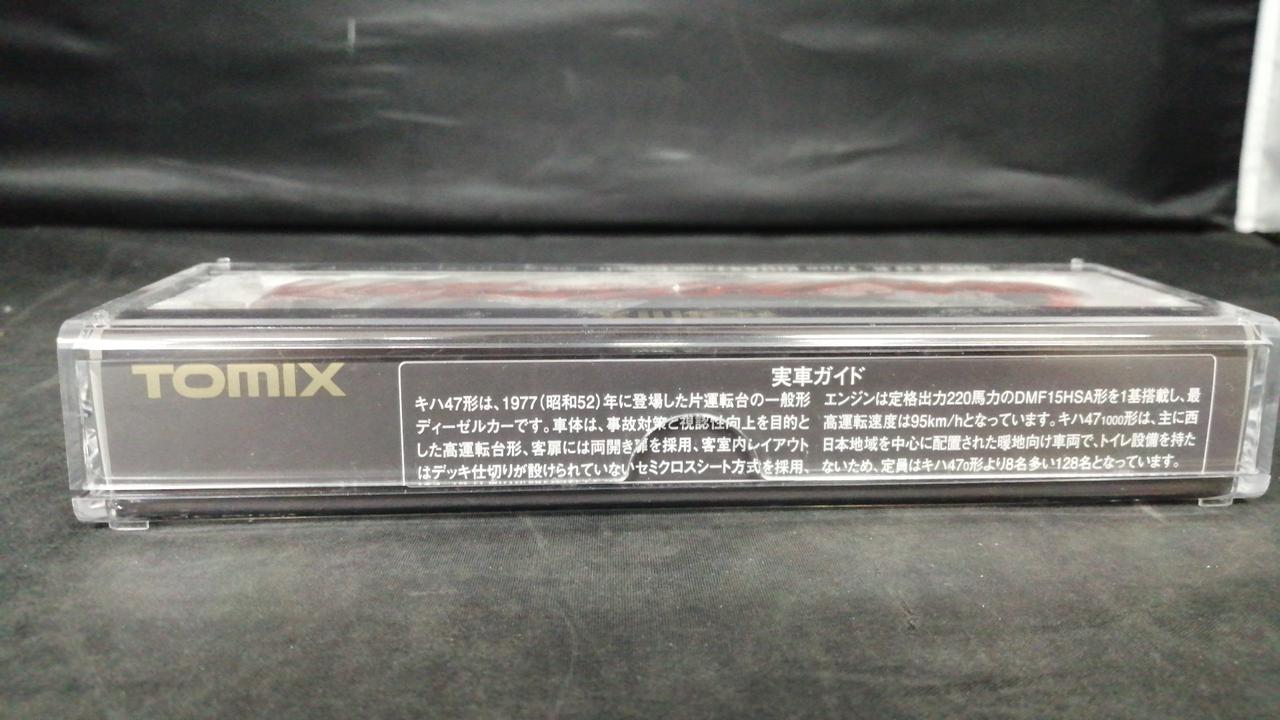 TOMIX
実車ガイド
キハ47形は、1977(昭和52)年に登場した片運転台の一般形
ディーゼルカーです。車体は、事故対策と視認性向上を目的と
した高運転台形、客扉には両開き扉を採用、客室内レイアウト
はデッキ仕切りが設けられていないセミクロスシート方式を採用、
エンジンは定格出力220馬力のDMF15HSA形を1基搭載し、最
高運転速度は95km/hとなっています。キハ471000形は、主に西
日本地域を中心に配置された暖地向け車両で、トイレ設備を持た
ないため、定員はキハ470形より8名多い128名となっています。